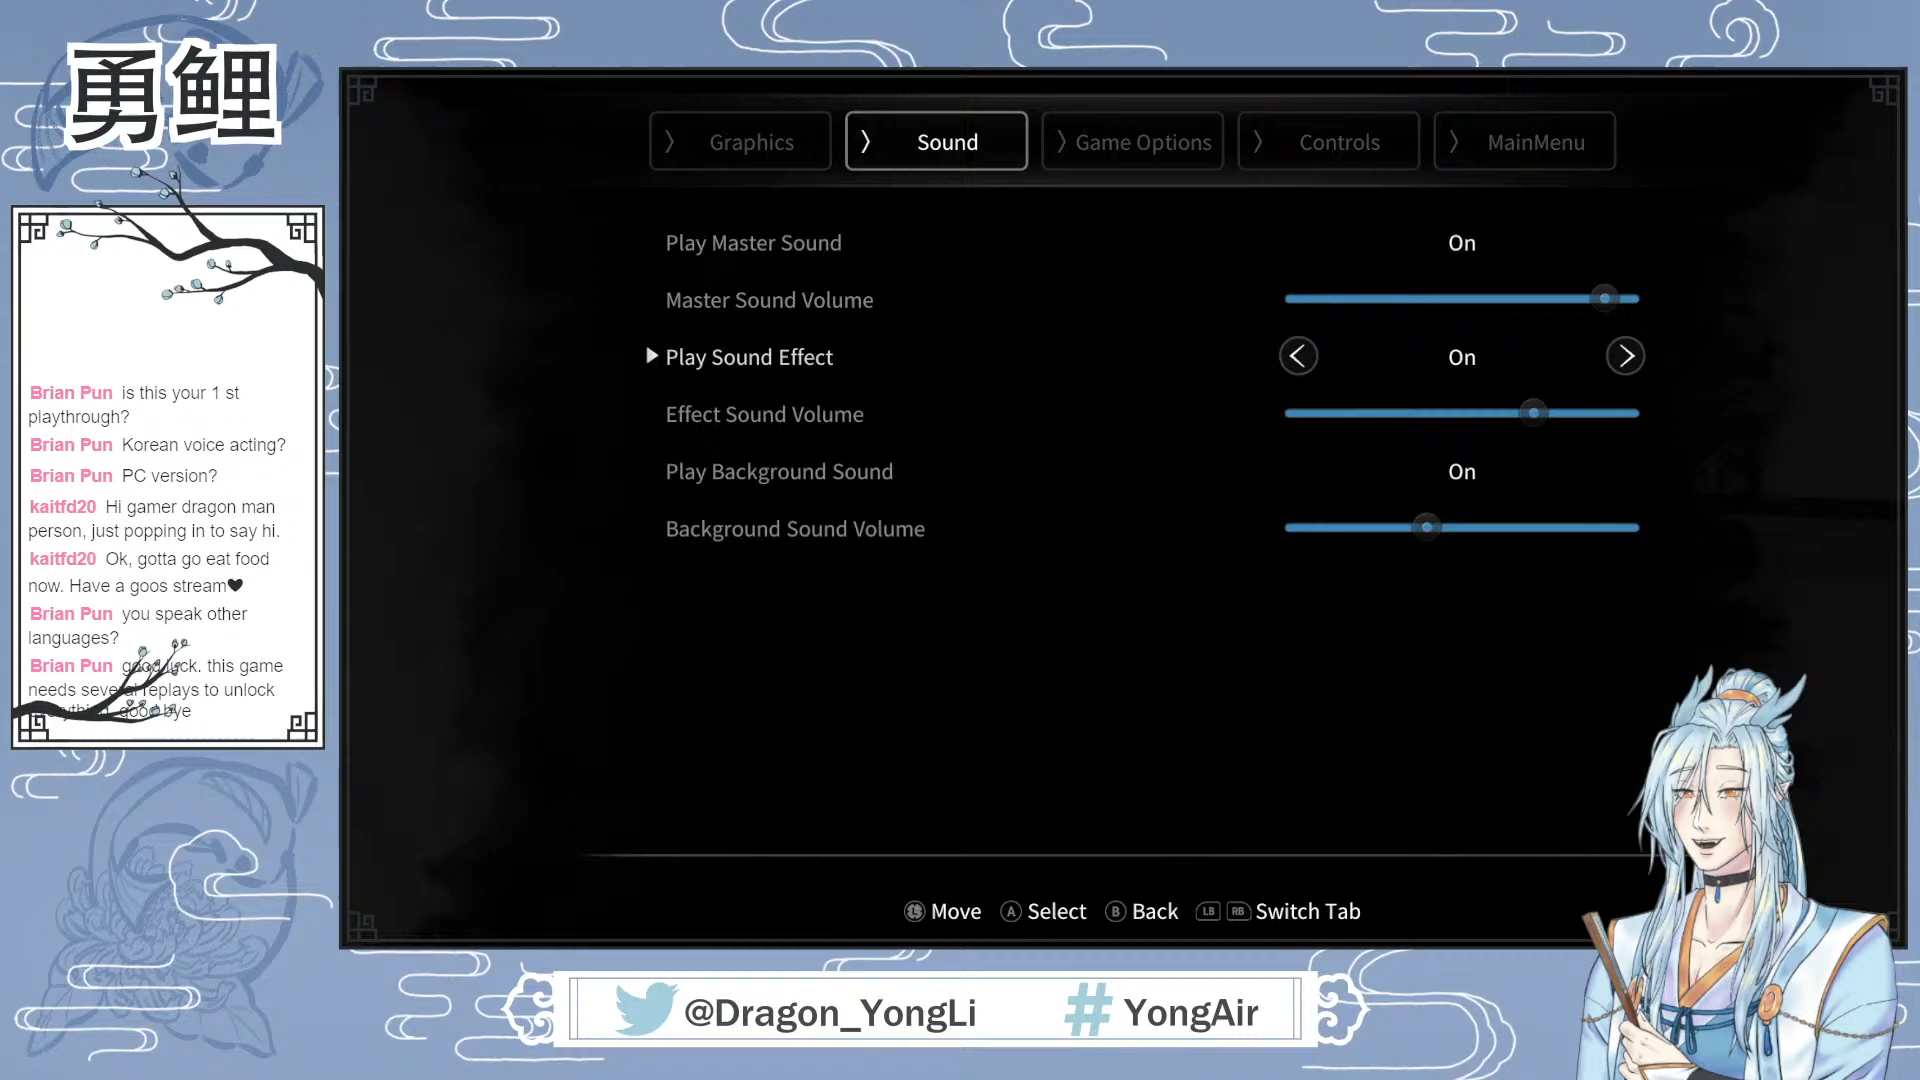 勇鲤
Graphics
Sound
Game Options
Controls
MainMenu
Play Master Sound On
Master Sound Volume
Play Sound Effect On
Effect Sound Volume
Play Background Sound On
Background Sound Volume
Brian Pun is this your 1 st
playthrough?
Brian Pun Korean voice acting?
Brian Pun PC version?
kaitfd20 Hi gamer dragon man
person, just popping in to say hi.
kaitfd20 Ok, gotta go eat food
now. Have a goos stream🖤
Brian Pun you speak other
languages?
Brian Pun good luck. this game
needs several replays to unlock
everything. good bye
Move A Select B Back LB RB Switch Tab
@Dragon_YongLi # YongAir